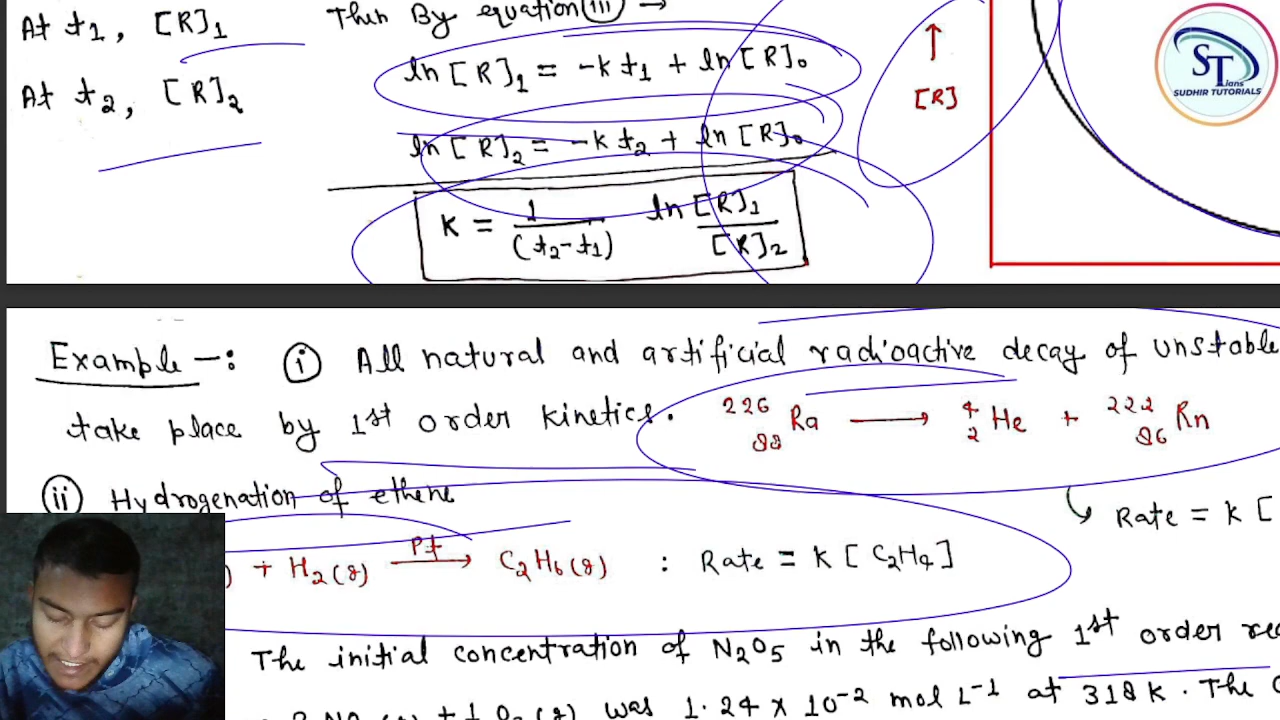 At t1, [R]1
Then By equation (iii) →
ln [R]1 = -k t1 + ln [R]0
At t2, [R]2
ln [R]2 = -k t2 + ln [R]0
K = 1/(t2-t1) ln [R]1/[R]2
↑
[R]
ST
ians
SUDHIR TUTORIALS
Example -: (i) All natural and artificial radioactive decay of unstable
take place by 1st order kinetics. 226 88 Ra → 4 2 He + 222 86 Rn
(ii) Hydrogenation of ethene
Rate = k [
) + H2(g) Pt → C2H6(g) : Rate = k [C2H4]
The initial concentration of N2O5 in the following 1st order
was 1.24 x 10-2 mol L-1 at 318 K. The